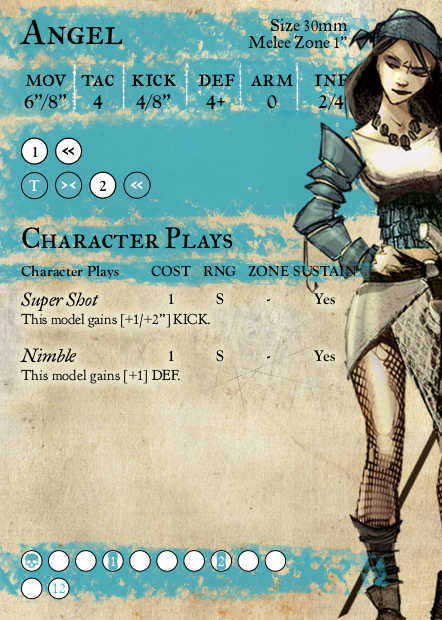 ANGEL
Size 30mm
Melee Zone 1”
MOV TAC KICK DEF ARM INF
6”/8” 4 4/8” 4+ 0 2/4
1 <<
T >< 2 <<
CHARACTER PLAYS
Character Plays COST RNG ZONE SUSTAIN
Super Shot 1 S - Yes
This model gains [+1/+2”] KICK.
Nimble 1 S - Yes
This model gains [+1] DEF.
1 2
12